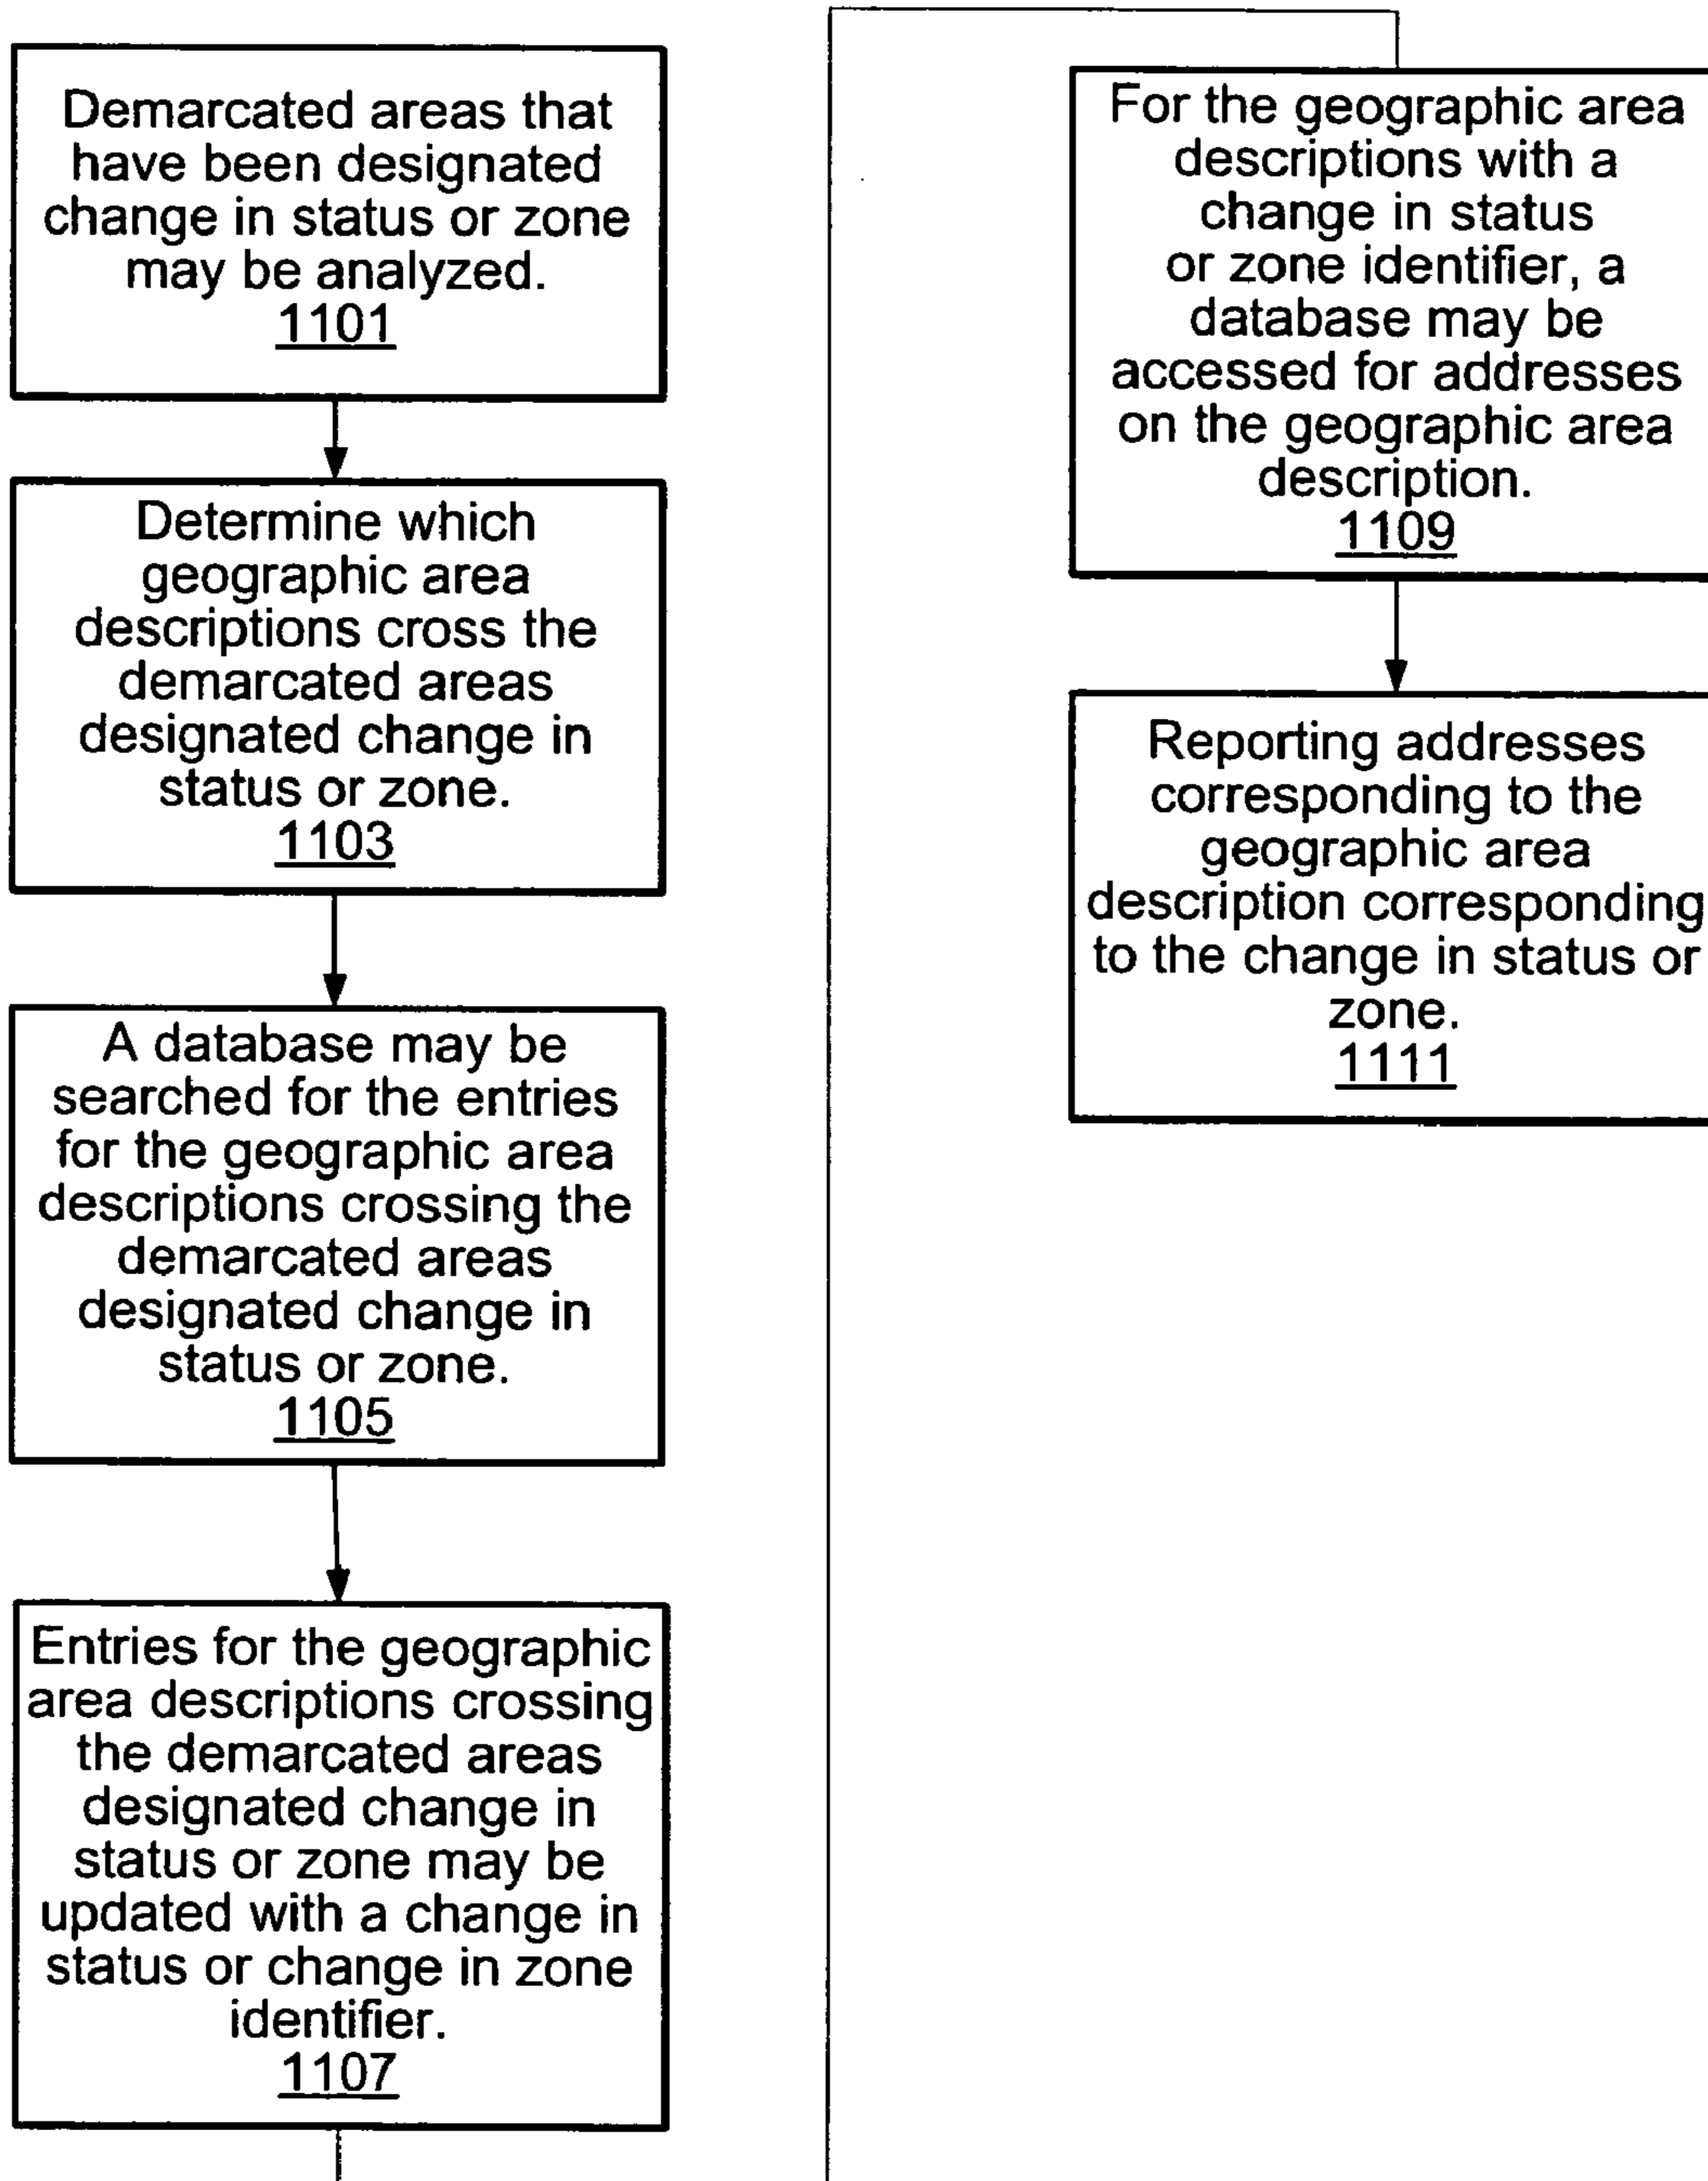 Demarcated areas that
have been designated
change in status or zone
may be analyzed.
1101
Determine which
geographic area
descriptions cross the
demarcated areas
designated change in
status or zone.
1103
A database may be
searched for the entries
for the geographic area
descriptions crossing the
demarcated areas
designated change in
status or zone.
1105
Entries for the geographic
area descriptions crossing
the demarcated areas
designated change in
status or zone may be
updated with a change in
status or change in zone
identifier.
1107
For the geographic area
descriptions with a
change in status
or zone identifier, a
database may be
accessed for addresses
on the geographic area
description.
1109
Reporting addresses
corresponding to the
geographic area
description corresponding
to the change in status or
zone.
1111